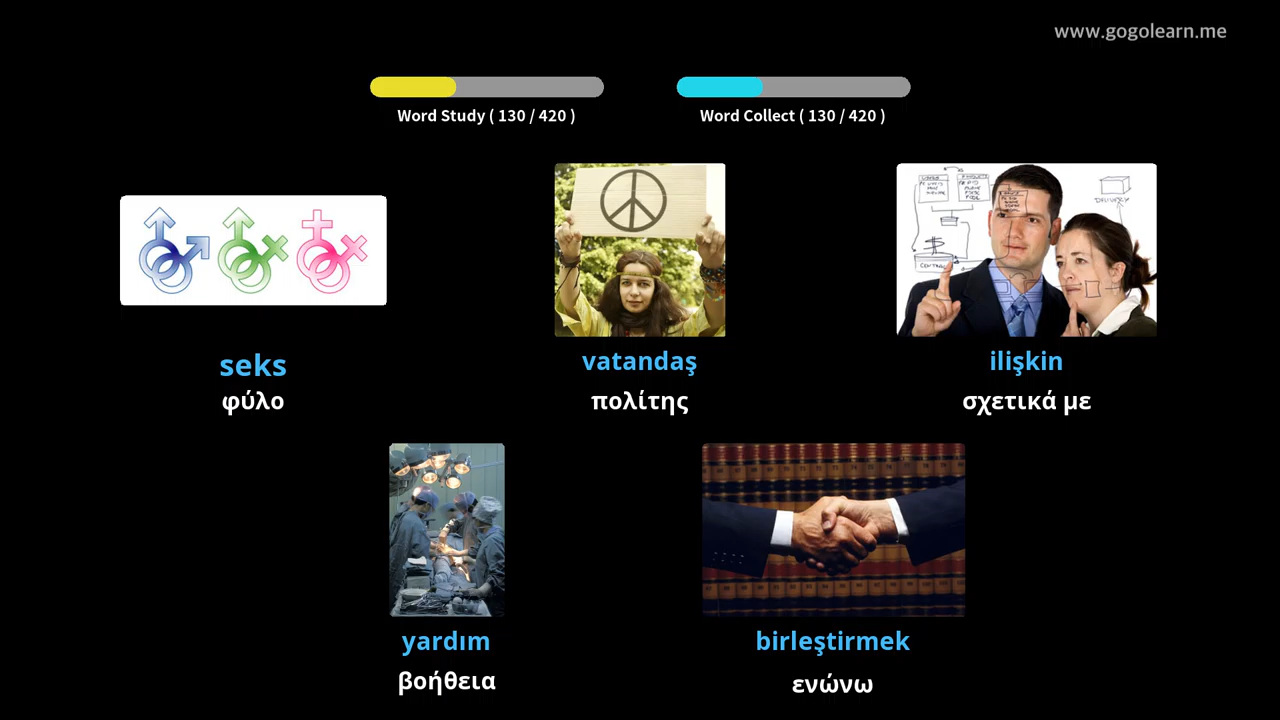 www.gogolearn.me
Word Study ( 130 / 420 )
Word Collect ( 130 / 420 )
DELIVERY
$
seks
vatandaş
ilişkin
φύλο
πολίτης
σχετικά με
yardım
birleştirmek
βοήθεια
ενώνω